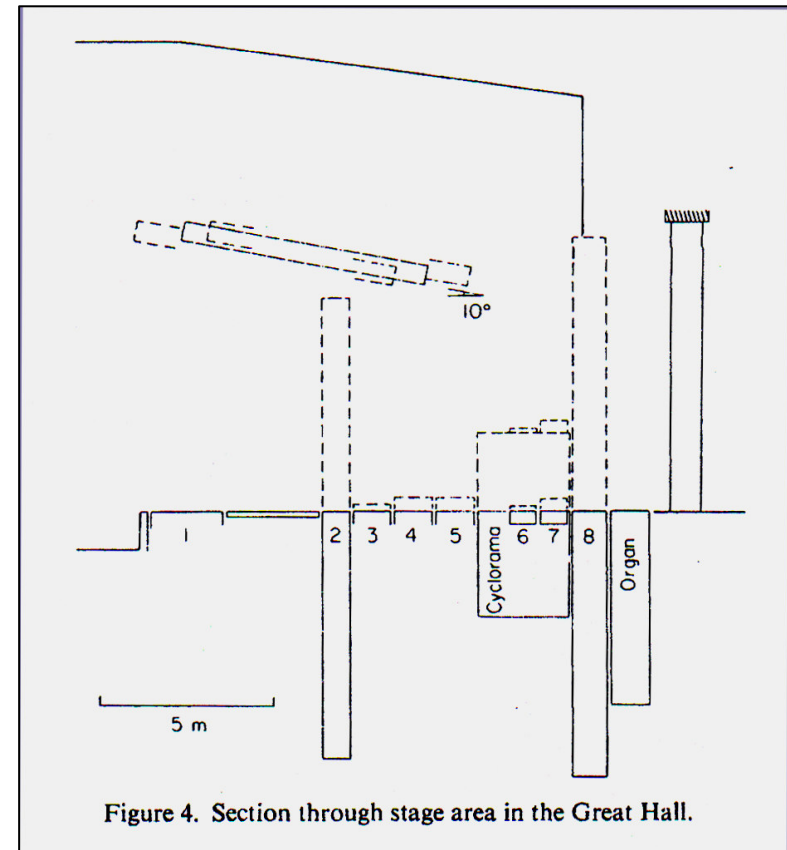 10°
1 2 3 4 5 6 7 8
Cyclorama
Organ
5 m
Figure 4. Section through stage area in the Great Hall.